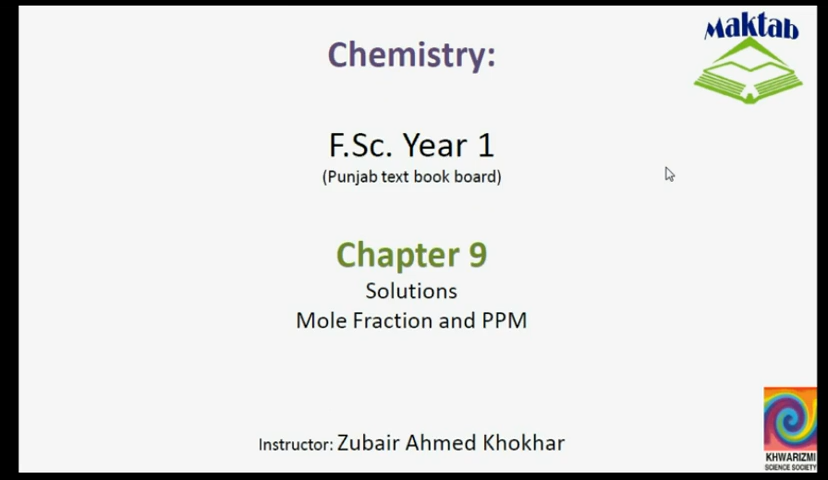 Maktab
Chemistry:
F.Sc. Year 1
(Punjab text book board)
Chapter 9
Solutions
Mole Fraction and PPM
Instructor: Zubair Ahmed Khokhar
KHWARIZMI
SCIENCE SOCIETY